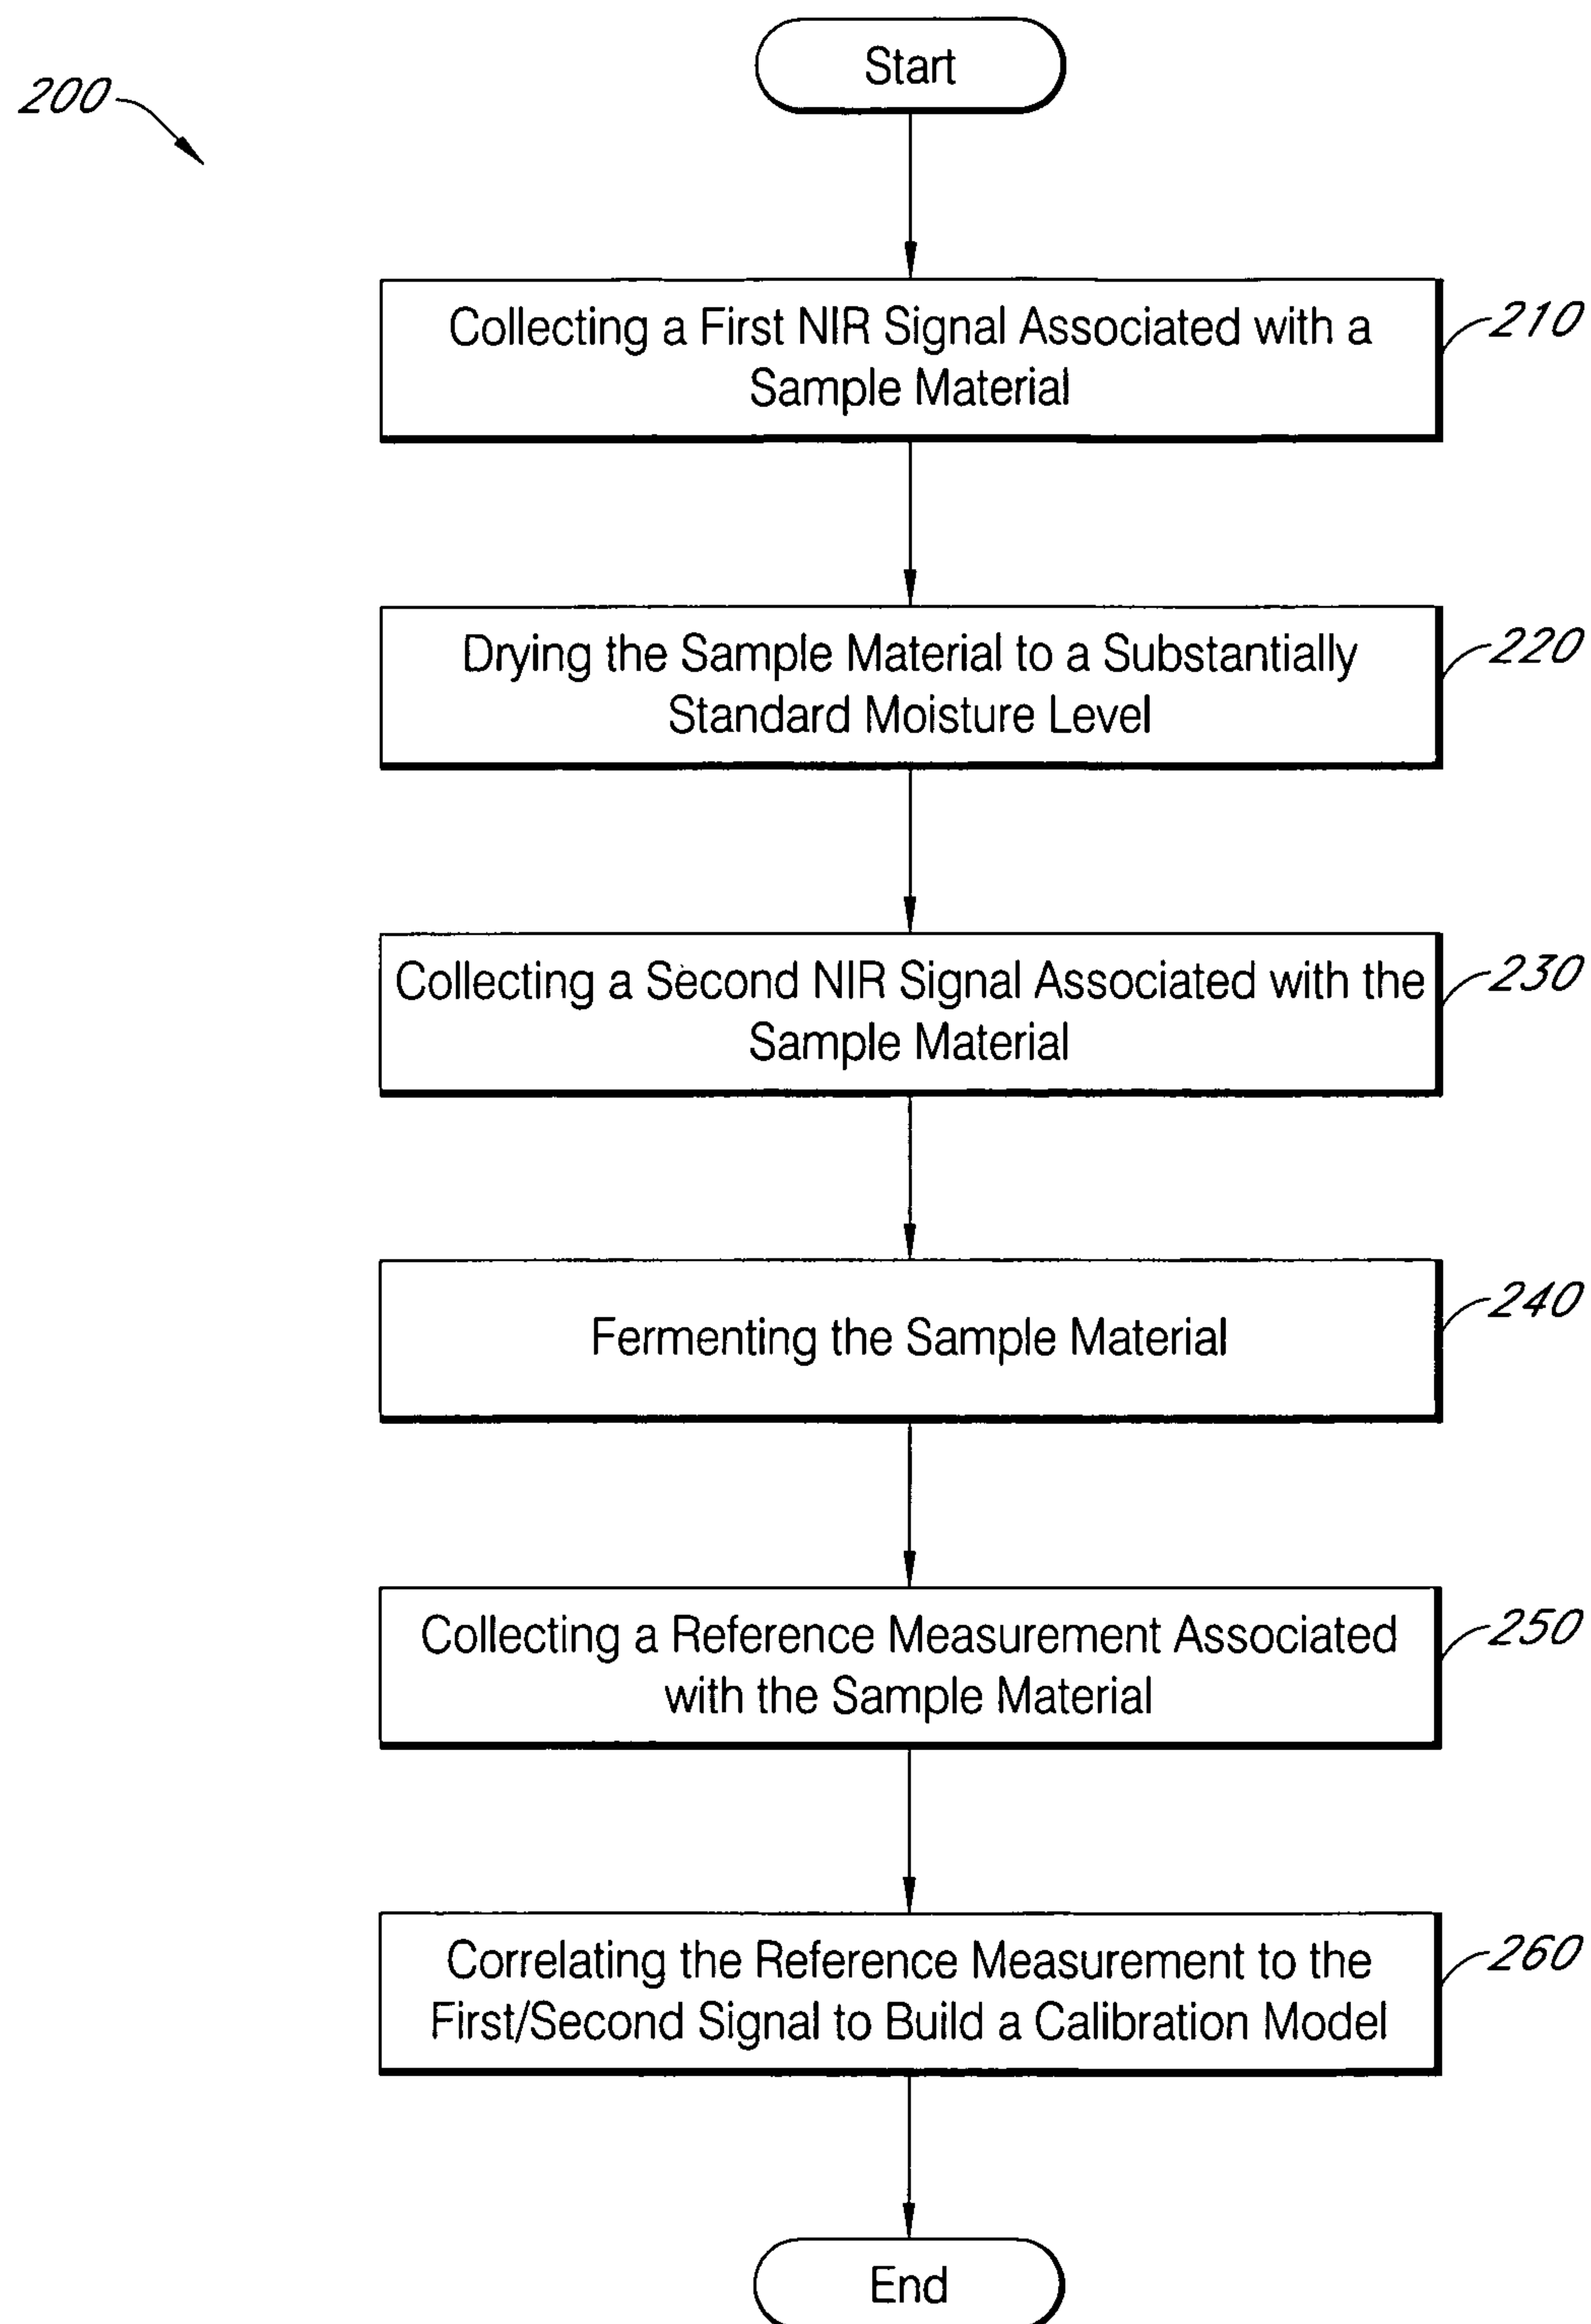 Start
200
Collecting a First NIR Signal Associated with a
Sample Material
210
Drying the Sample Material to a Substantially
Standard Moisture Level
220
Collecting a Second NIR Signal Associated with the
Sample Material
230
Fermenting the Sample Material
240
Collecting a Reference Measurement Associated
with the Sample Material
250
Correlating the Reference Measurement to the
First/Second Signal to Build a Calibration Model
260
End